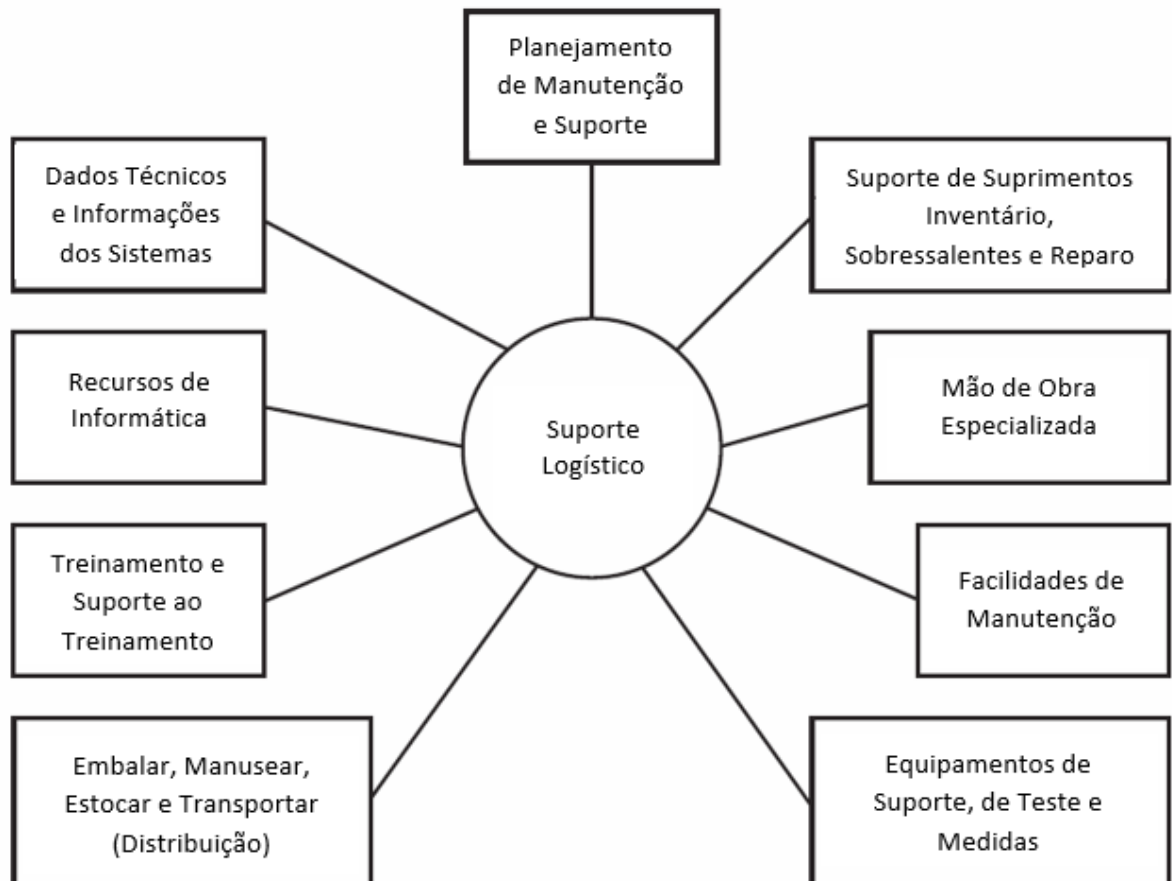 Planejamento
de Manutenção
e Suporte
Dados Técnicos
e Informações
dos Sistemas
Suporte de Suprimentos
Inventário,
Sobressalentes e Reparo
Recursos de
Informática
Suporte
Logístico
Mão de Obra
Especializada
Treinamento e
Suporte ao
Treinamento
Facilidades de
Manutenção
Embalar, Manusear,
Estocar e Transportar
(Distribuição)
Equipamentos de
Suporte, de Teste e
Medidas